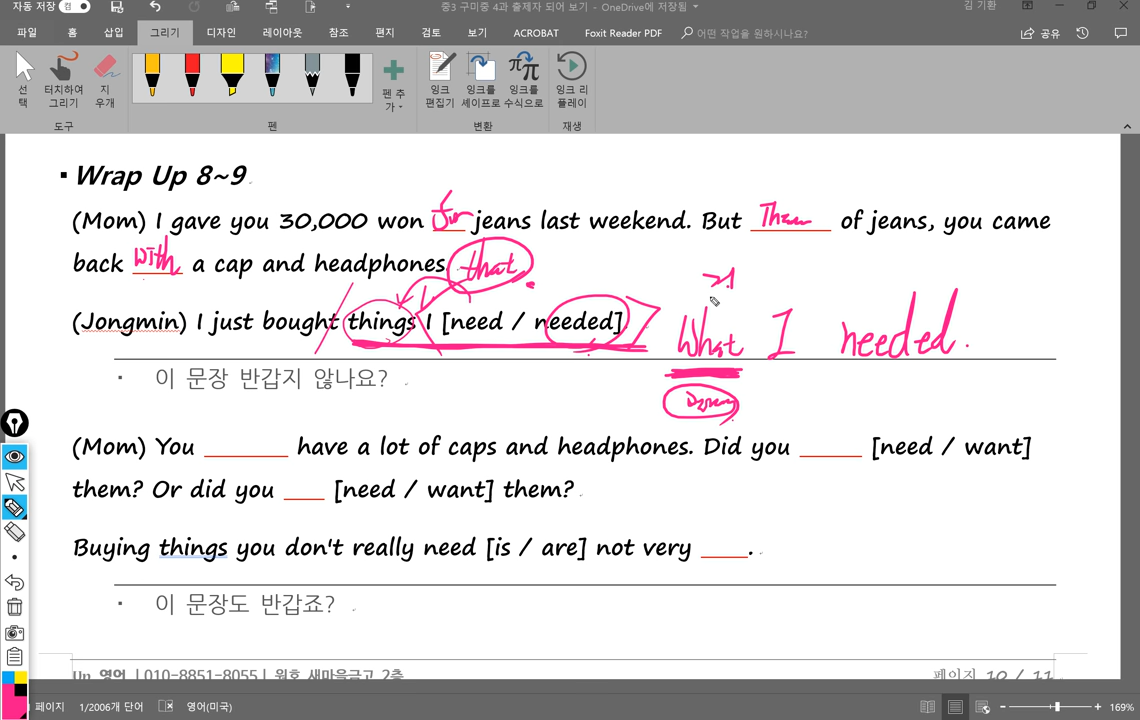 자동 저장 켬
중3 구미중 4과 출제자 되어 보기 - OneDrive에 저장됨
김 기환
파일 홈 삽입 그리기 디자인 레이아웃 참조 편지 검토 보기 ACROBAT Foxit Reader PDF 어떤 작업을 원하시나요? 공유
선택 터치하여 그리기 지우개 펜 추가 잉크 편집기 잉크를 셰이프로 잉크를 수식으로 잉크 리플레이
도구 펜 변환 재생
▪ Wrap Up 8~9
(Mom) I gave you 30,000 won for jeans last weekend. But of jeans, you came
back with a cap and headphones that.
(Jongmin) I just bought things I [need / needed] What I needed.
▪ 이 문장 반갑지 않나요?
(Mom) You ______ have a lot of caps and headphones. Did you ____ [need / want]
them? Or did you ___ [need / want] them?
Buying things you don't really need [is / are] not very ____.
▪ 이 문장도 반갑죠?
Up 영어 | 010-8851-8055 | 원호 새마을금고 2층
페이지 10 / 11
페이지 1/2006개 단어 영어(미국) 169%